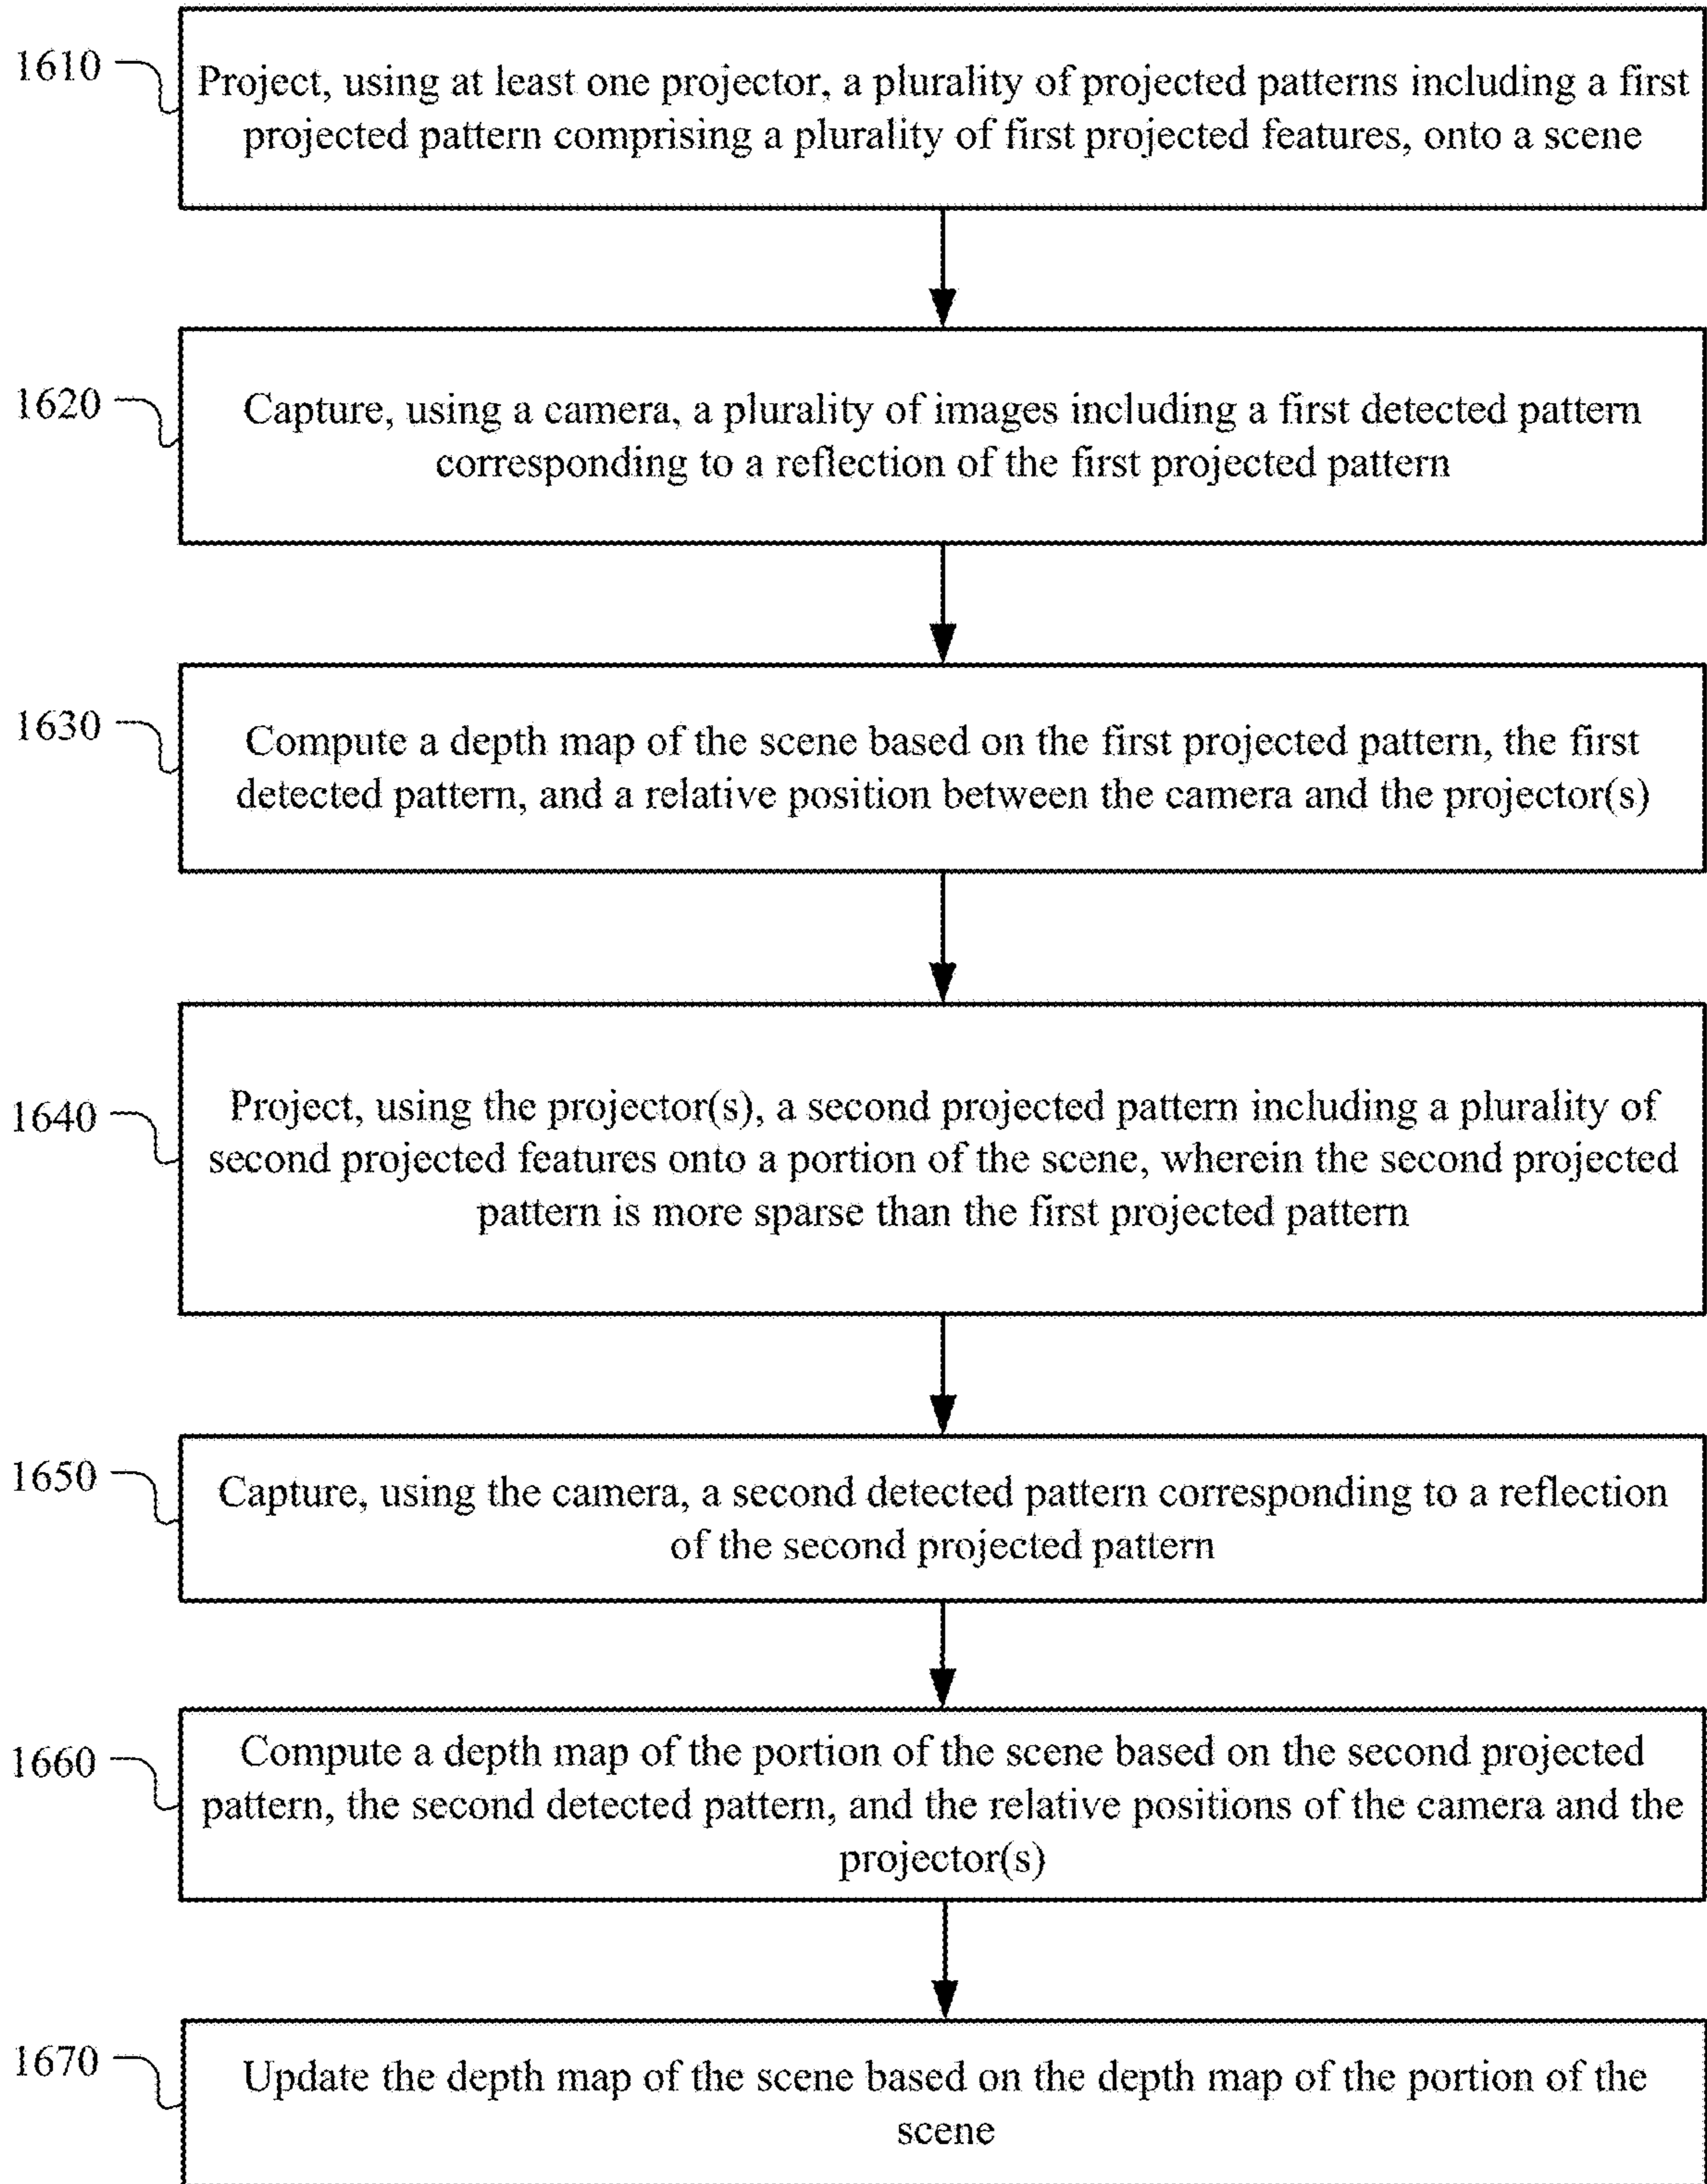 1610
Project, using at least one projector, a plurality of projected patterns including a first
projected pattern comprising a plurality of first projected features, onto a scene
1620
Capture, using a camera, a plurality of images including a first detected pattern
corresponding to a reflection of the first projected pattern
1630
Compute a depth map of the scene based on the first projected pattern, the first
detected pattern, and a relative position between the camera and the projector(s)
1640
Project, using the projector(s), a second projected pattern including a plurality of
second projected features onto a portion of the scene, wherein the second projected
pattern is more sparse than the first projected pattern
1650
Capture, using the camera, a second detected pattern corresponding to a reflection
of the second projected pattern
1660
Compute a depth map of the portion of the scene based on the second projected
pattern, the second detected pattern, and the relative positions of the camera and the
projector(s)
1670
Update the depth map of the scene based on the depth map of the portion of the
scene